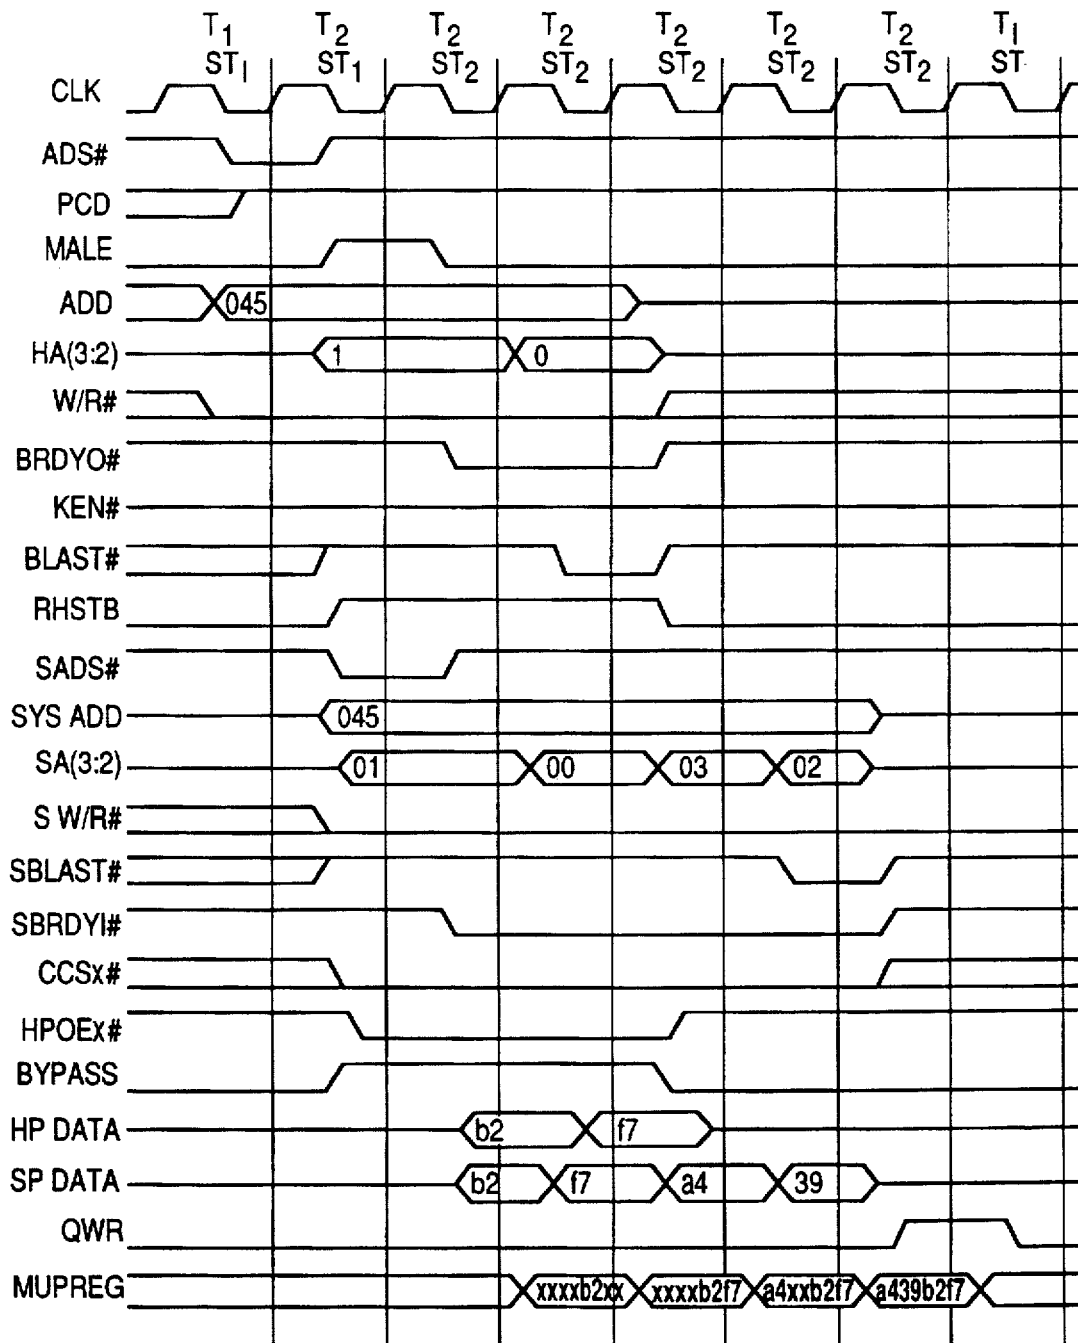 T1 T2 T2 T2 T2 T2 T2 TI
STI ST1 ST2 ST2 ST2 ST2 ST2 ST
CLK
ADS#
PCD
MALE
ADD 045
HA(3:2) 1 0
W/R#
BRDYO#
KEN#
BLAST#
RHSTB
SADS#
SYS ADD 045
SA(3:2) 01 00 03 02
S W/R#
SBLAST#
SBRDYI#
CCSx#
HPOEx#
BYPASS
HP DATA b2 f7
SP DATA b2 f7 a4 39
QWR
MUPREG xxxxb2xx xxxxb2f7 a4xxb2f7 a439b2f7